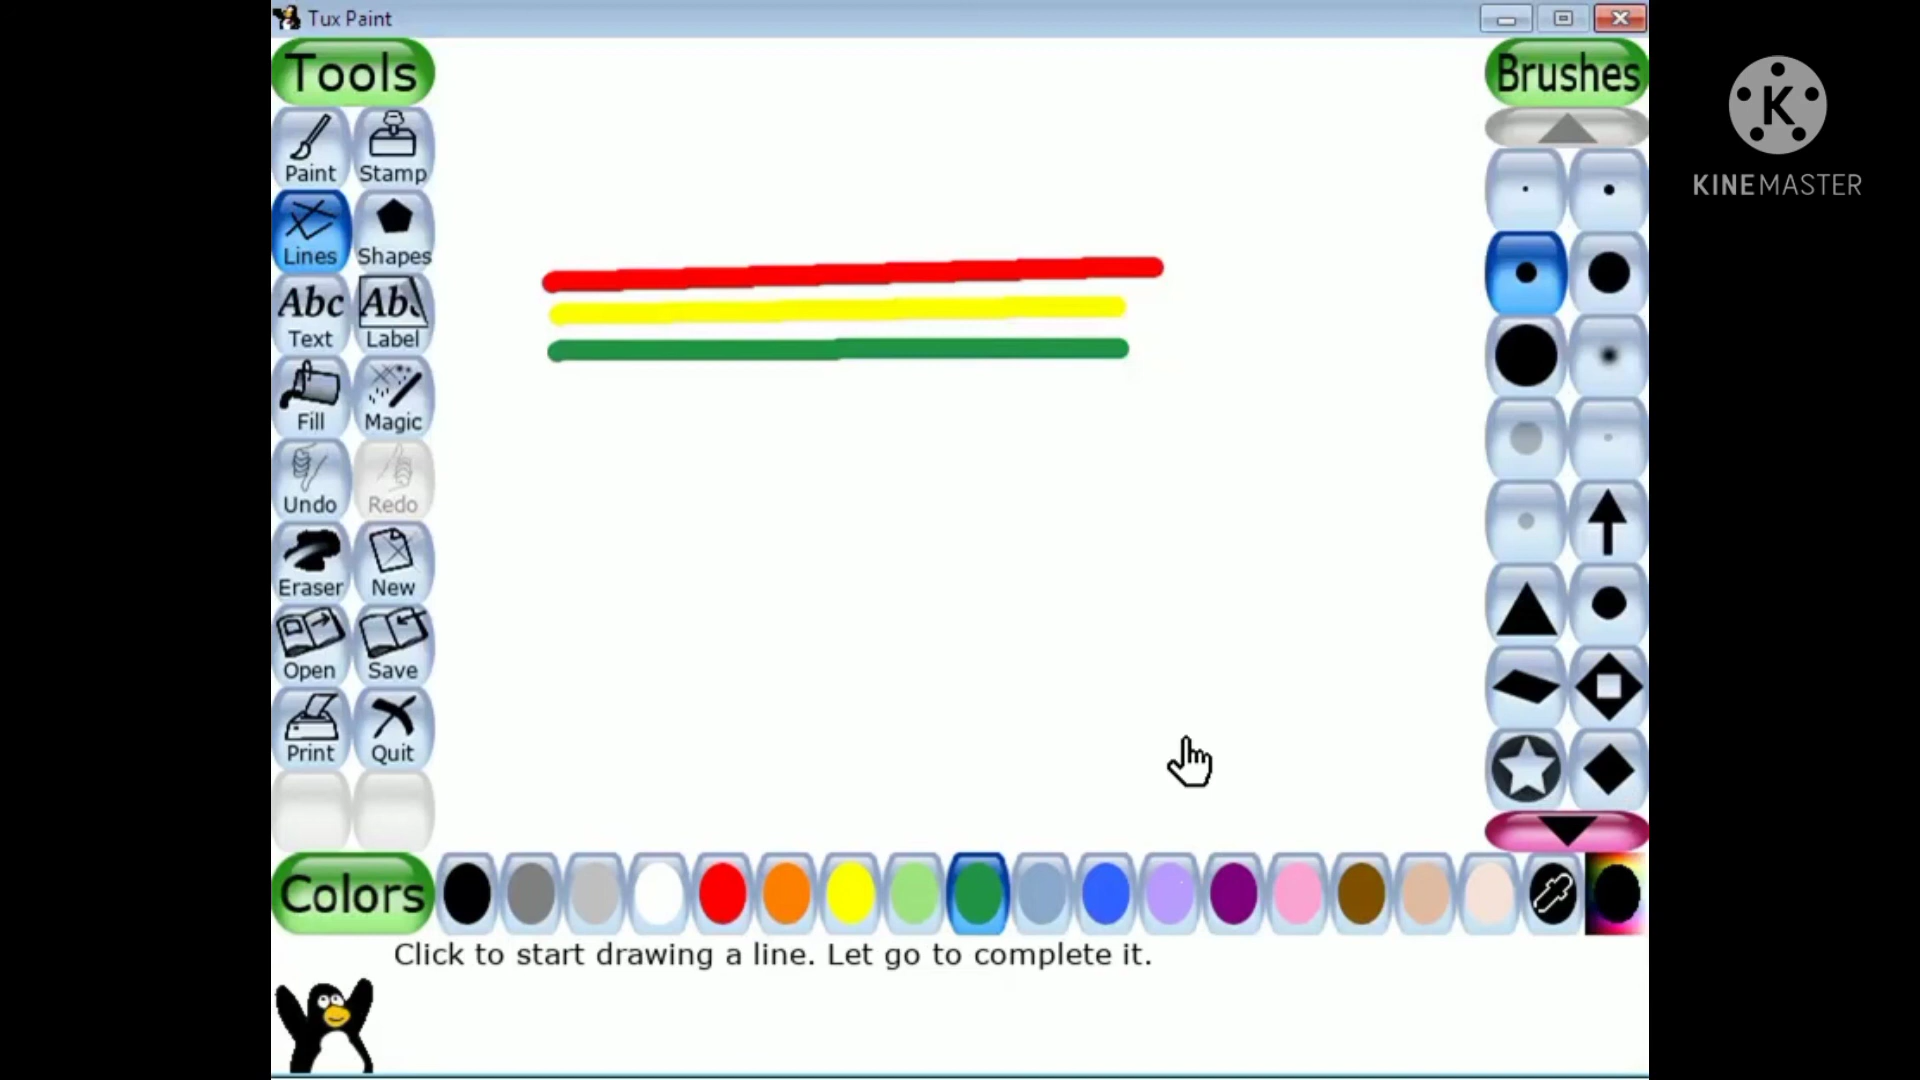 Tux Paint
Tools
Brushes
K
KINEMASTER
Paint
Stamp
Lines
Shapes
Abc
Abc
Text
Label
Fill
Magic
Undo
Redo
Eraser
New
Open
Save
Print
Quit
Colors
Click to start drawing a line. Let go to complete it.